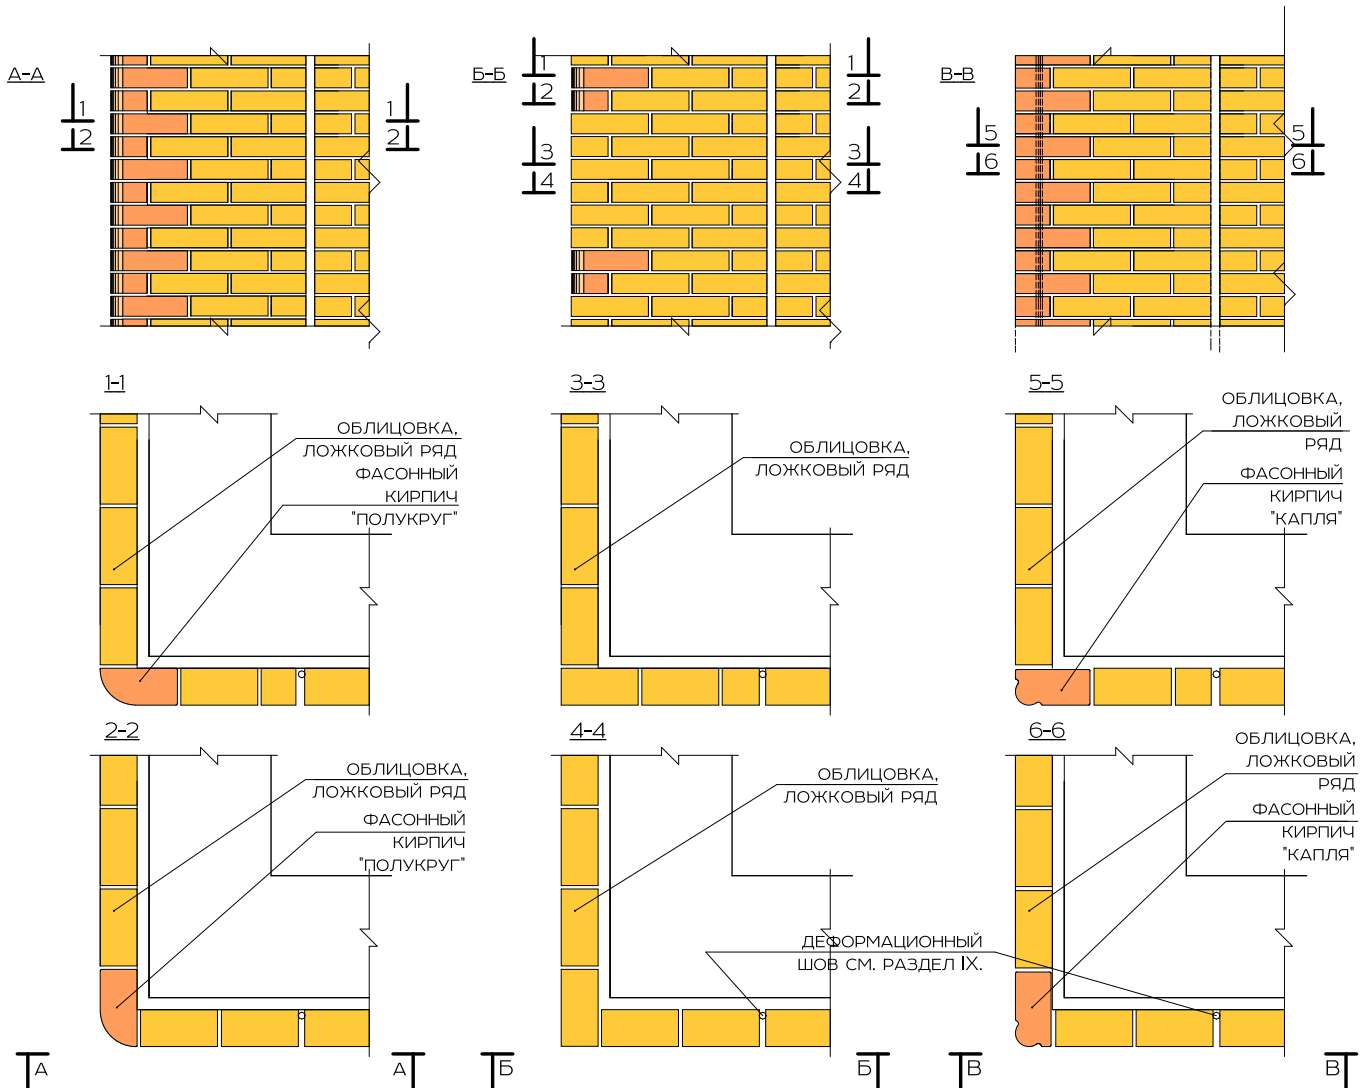 А-А
1
2
1
2
Б-Б
1
2
3
4
1
2
3
4
В-В
5
6
5
6
1-1
ОБЛИЦОВКА,
ЛОЖКОВЫЙ РЯД
ФАСОННЫЙ
КИРПИЧ
"ПОЛУКРУГ"
3-3
ОБЛИЦОВКА,
ЛОЖКОВЫЙ РЯД
5-5
ОБЛИЦОВКА,
ЛОЖКОВЫЙ
РЯД
ФАСОННЫЙ
КИРПИЧ
"КАПЛЯ"
2-2
ОБЛИЦОВКА,
ЛОЖКОВЫЙ РЯД
ФАСОННЫЙ
КИРПИЧ
"ПОЛУКРУГ"
4-4
ОБЛИЦОВКА,
ЛОЖКОВЫЙ РЯД
ДЕФОРМАЦИОННЫЙ
ШОВ СМ. РАЗДЕЛ IX.
6-6
ОБЛИЦОВКА,
ЛОЖКОВЫЙ
РЯД
ФАСОННЫЙ
КИРПИЧ
"КАПЛЯ"
А
А
Б
Б
В
В